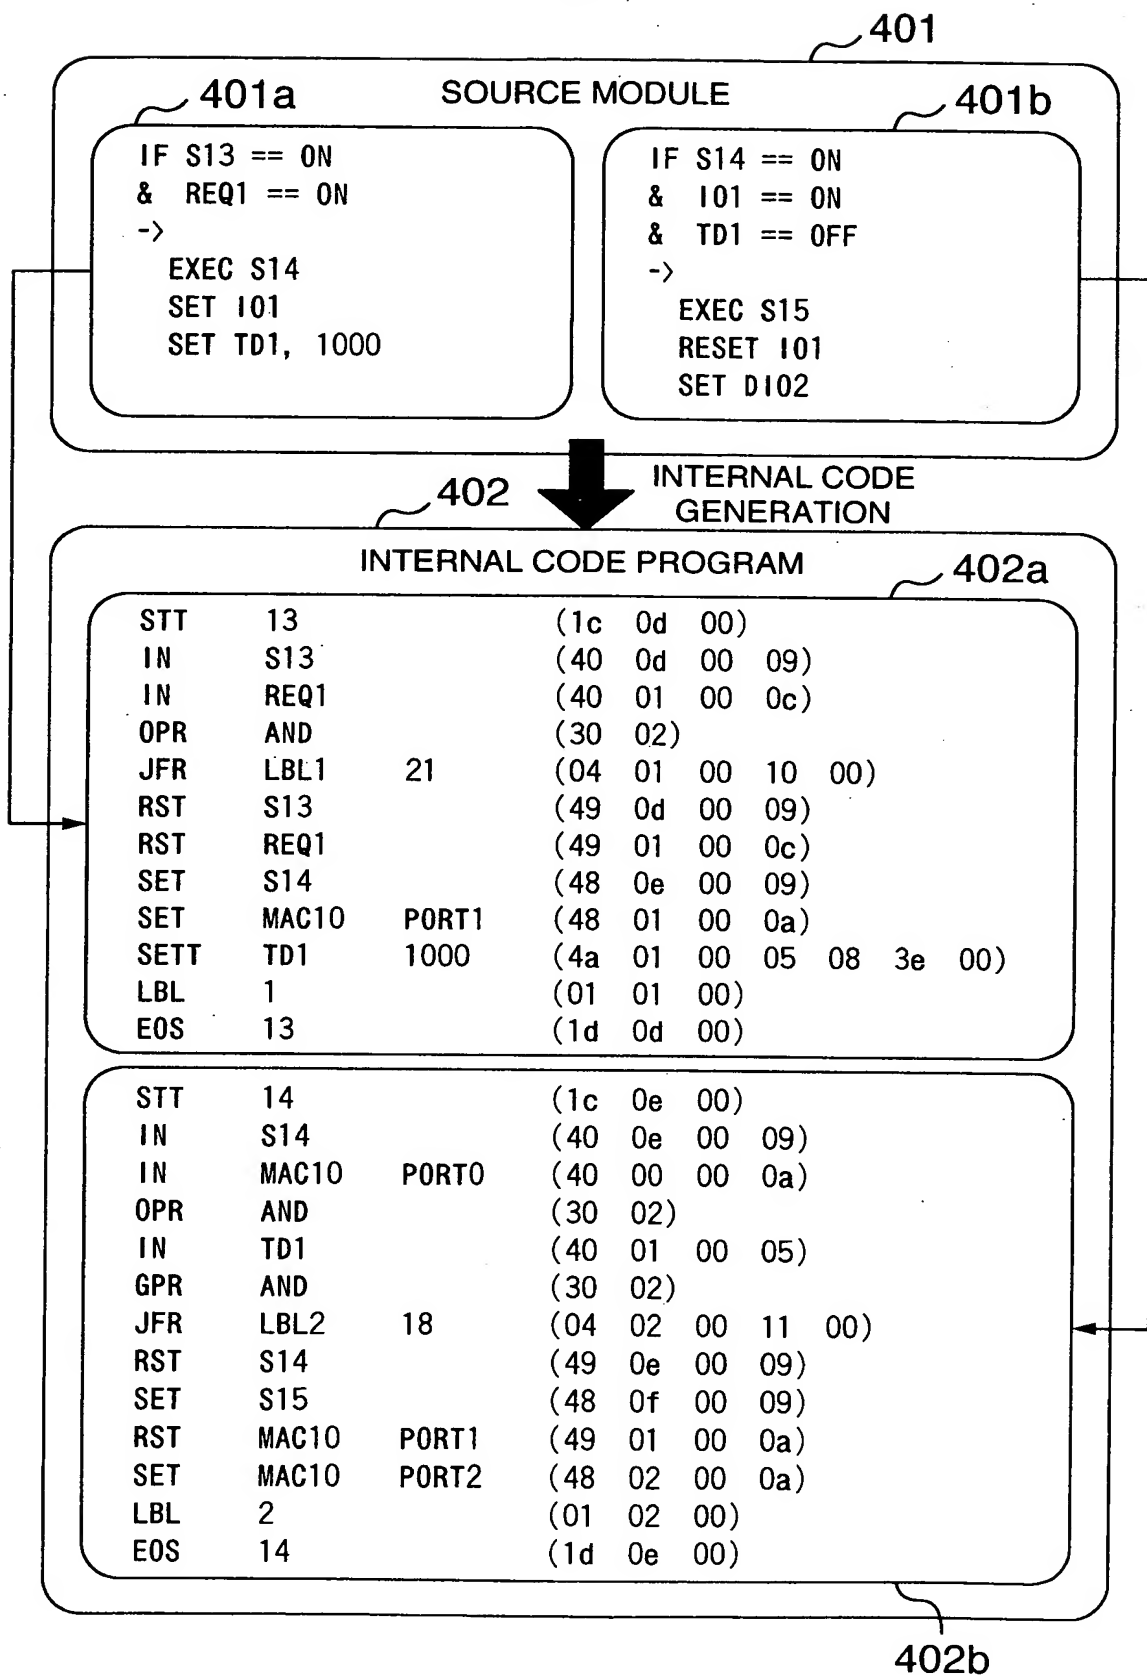 401
SOURCE MODULE
401a
IF S13 == ON
& REQ1 == ON
->
EXEC S14
SET IO1
SET TD1, 1000
401b
IF S14 == ON
& IO1 == ON
& TD1 == OFF
->
EXEC S15
RESET IO1
SET DIO2
INTERNAL CODE
GENERATION
402
INTERNAL CODE PROGRAM
402a
STT 13 (1c 0d 00)
IN S13 (40 0d 00 09)
IN REQ1 (40 01 00 0c)
OPR AND (30 02)
JFR LBL1 21 (04 01 00 10 00)
RST S13 (49 0d 00 09)
RST REQ1 (49 01 00 0c)
SET S14 (48 0e 00 09)
SET MACIO PORT1 (48 01 00 0a)
SETT TD1 1000 (4a 01 00 05 08 3e 00)
LBL 1 (01 01 00)
EOS 13 (1d 0d 00)
STT 14 (1c 0e 00)
IN S14 (40 0e 00 09)
IN MACIO PORT0 (40 00 00 0a)
OPR AND (30 02)
IN TD1 (40 01 00 05)
GPR AND (30 02)
JFR LBL2 18 (04 02 00 11 00)
RST S14 (49 0e 00 09)
SET S15 (48 0f 00 09)
RST MACIO PORT1 (49 01 00 0a)
SET MACIO PORT2 (48 02 00 0a)
LBL 2 (01 02 00)
EOS 14 (1d 0e 00)
402b